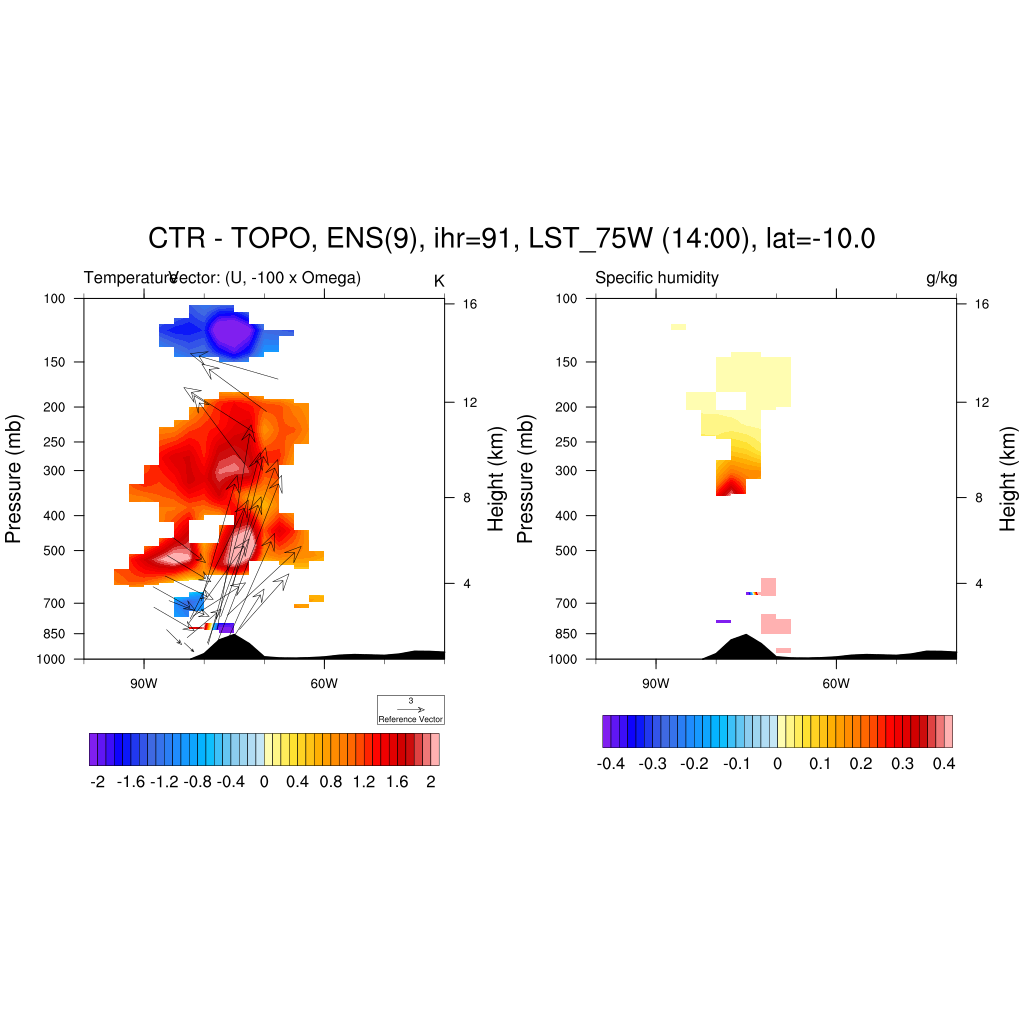 CTR - TOPO, ENS(9), ihr=91, LST_75W (14:00), lat=-10.0
Temperature Vector: (U, -100 x Omega) K
Specific humidity g/kg
Pressure (mb)
100
150
200
250
300
400
500
700
850
1000
Height (km)
16
12
8
4
90W 60W
3
Reference Vector
-2 -1.6 -1.2 -0.8 -0.4 0 0.4 0.8 1.2 1.6 2
Pressure (mb)
100
150
200
250
300
400
500
700
850
1000
Height (km)
16
12
8
4
90W 60W
-0.4 -0.3 -0.2 -0.1 0 0.1 0.2 0.3 0.4